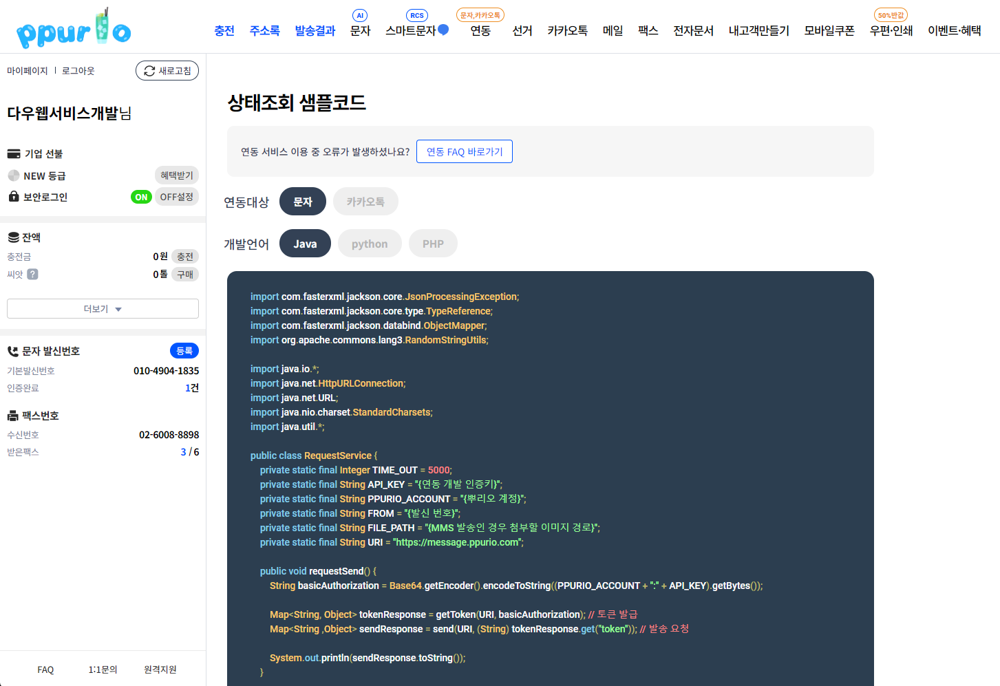 ppurio
충전 주소록 발송결과 AI 문자 RCS 스마트문자 문자,카카오톡 연동 선거 카카오톡 메일 팩스 전자문서 내고객만들기 모바일쿠폰 50%반값 우편·인쇄 이벤트·혜택
마이페이지 | 로그아웃 새로고침
다우웹서비스개발님
기업 선불
NEW 등급 혜택받기
보안로그인 ON OFF설정
잔액
충전금 0원 충전
씨앗 ? 0톨 구매
더보기
문자 발신번호 등록
기본발신번호 010-4904-1835
인증완료 1건
팩스번호
수신번호 02-6008-8898
받은팩스 3 / 6
FAQ 1:1문의 원격지원
상태조회 샘플코드
연동 서비스 이용 중 오류가 발생하셨나요? 연동 FAQ 바로가기
연동대상 문자 카카오톡
개발언어 Java python PHP
import com.fasterxml.jackson.core.JsonProcessingException;
import com.fasterxml.jackson.core.type.TypeReference;
import com.fasterxml.jackson.databind.ObjectMapper;
import org.apache.commons.lang3.RandomStringUtils;
import java.io.*;
import java.net.HttpURLConnection;
import java.net.URL;
import java.nio.charset.StandardCharsets;
import java.util.*;
public class RequestService {
private static final Integer TIME_OUT = 5000;
private static final String API_KEY = "{연동 개발 인증키}";
private static final String PPURIO_ACCOUNT = "{뿌리오 계정}";
private static final String FROM = "{발신 번호}";
private static final String FILE_PATH = "{MMS 발송인 경우 첨부할 이미지 경로}";
private static final String URI = "https://message.ppurio.com";
public void requestSend() {
String basicAuthorization = Base64.getEncoder().encodeToString((PPURIO_ACCOUNT + ":" + API_KEY).getBytes());
Map<String, Object> tokenResponse = getToken(URI, basicAuthorization); // 토큰 발급
Map<String ,Object> sendResponse = send(URI, (String) tokenResponse.get("token")); // 발송 요청
System.out.println(sendResponse.toString());
}